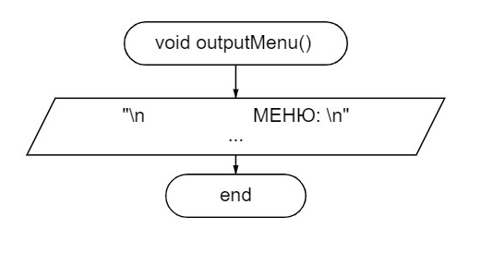 void outputMenu()
"\n МЕНЮ: \n"
...
end